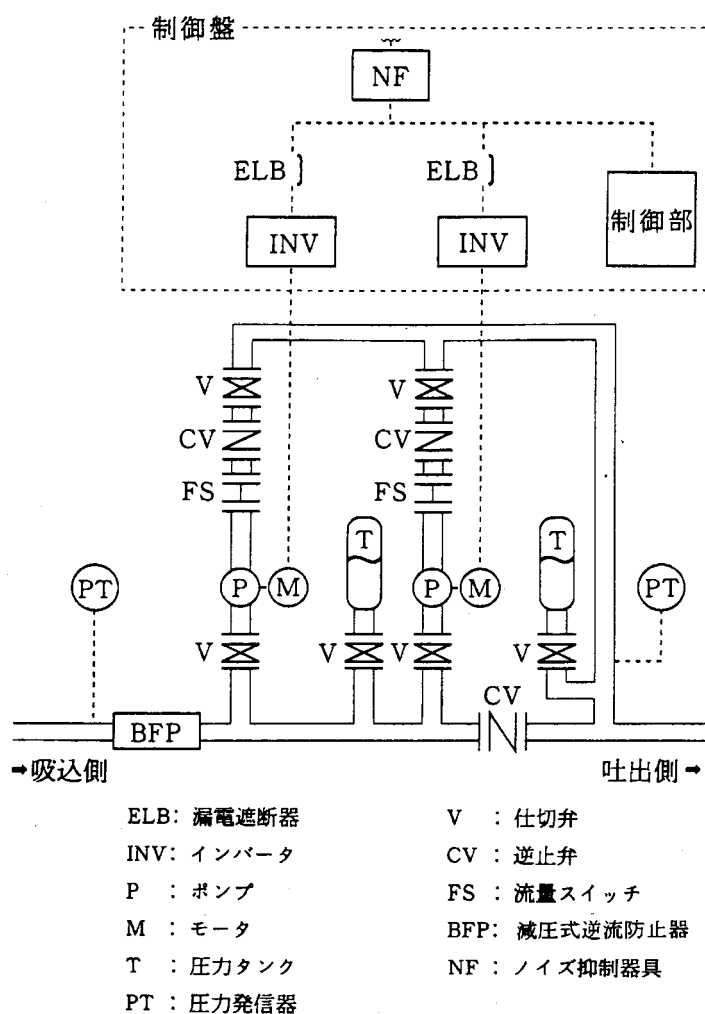 制御盤
NF
ELB ELB
INV INV 制御部
V V
CV CV
FS FS
T T
PT P M P M PT
V V V V
CV
BFP
→吸込側 吐出側→
ELB: 漏電遮断器
INV: インバータ
P : ポンプ
M : モータ
T : 圧力タンク
PT : 圧力発信器
V : 仕切弁
CV : 逆止弁
FS : 流量スイッチ
BFP: 減圧式逆流防止器
NF : ノイズ抑制器具